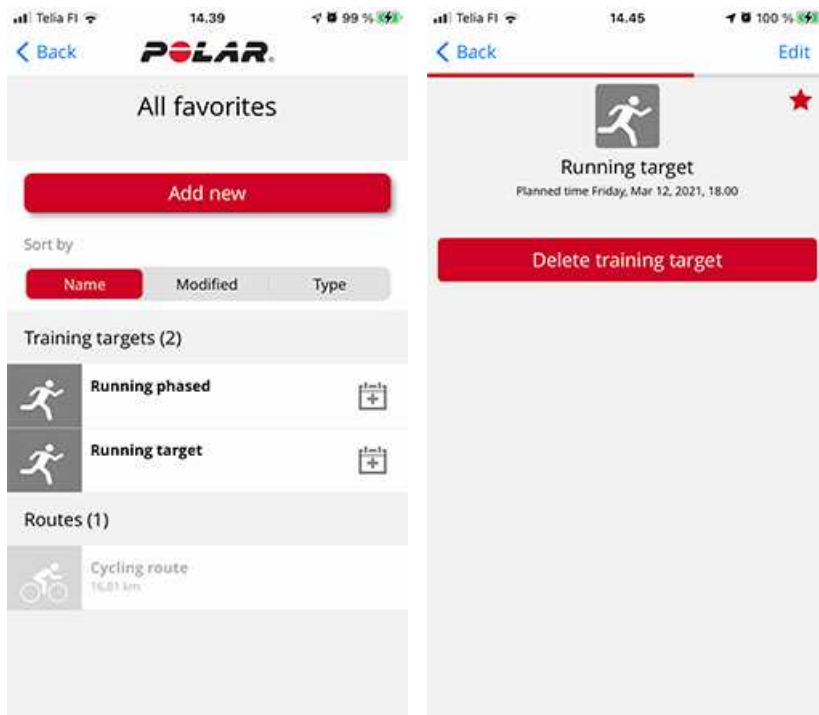 Telia FI 14.39 99 %
Back POLAR.
All favorites
Add new
Sort by
Name Modified Type
Training targets (2)
Running phased
Running target
Routes (1)
Cycling route
16,01 km
Telia FI 14.45 100 %
Back Edit
Running target
Planned time Friday, Mar 12, 2021, 18.00
Delete training target